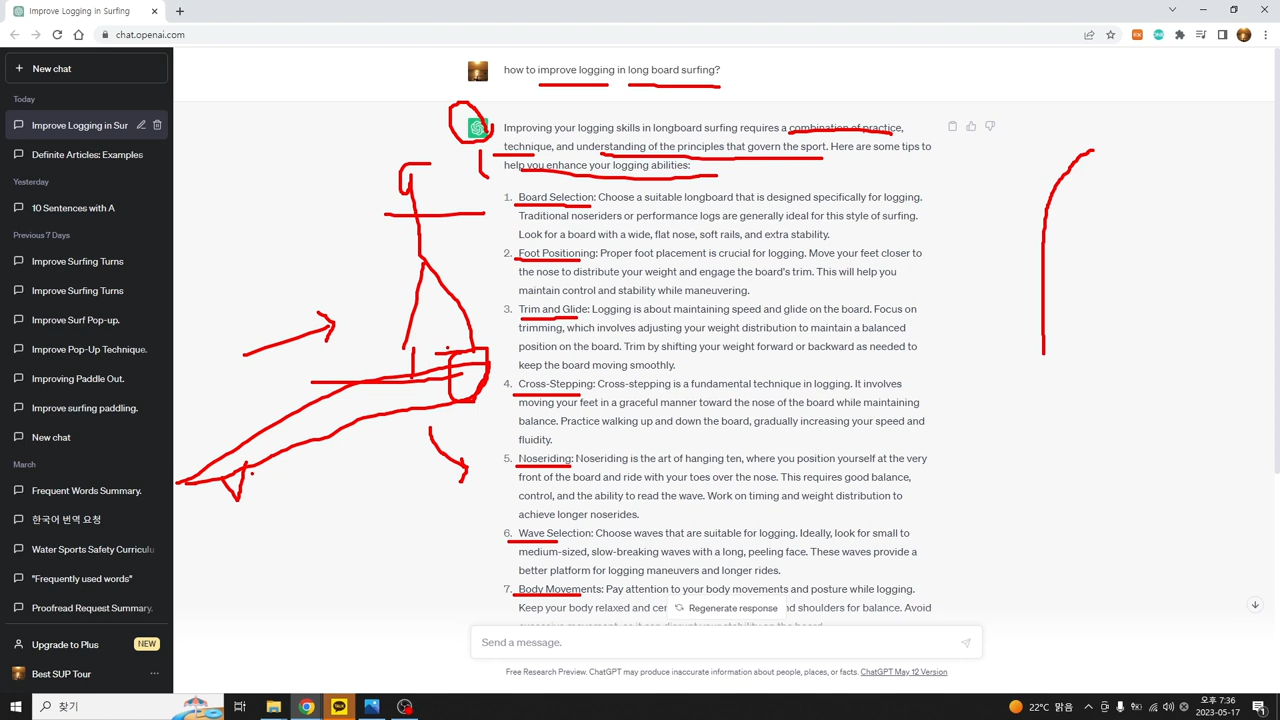 Improve Logging in Surfing
chat.openai.com
New chat
Today
Improve Logging in Sur
Definite Articles: Examples
Yesterday
10 Sentences with A
Previous 7 Days
Improve Surfing Turns
Improve Surfing Turns
Improve Surf Pop-up.
Improve Pop-Up Technique.
Improving Paddle Out.
Improve surfing paddling.
New chat
March
Frequent Words Summary.
한국어 번역 요청
Water Sports Safety Curriculu
"Frequently used words"
Proofread Request Summary.
Upgrade to Plus NEW
Best SUP Tour
how to improve logging in long board surfing?
Improving your logging skills in longboard surfing requires a combination of practice,
technique, and understanding of the principles that govern the sport. Here are some tips to
help you enhance your logging abilities:
1. Board Selection: Choose a suitable longboard that is designed specifically for logging.
Traditional noseriders or performance logs are generally ideal for this style of surfing.
Look for a board with a wide, flat nose, soft rails, and extra stability.
2. Foot Positioning: Proper foot placement is crucial for logging. Move your feet closer to
the nose to distribute your weight and engage the board's trim. This will help you
maintain control and stability while maneuvering.
3. Trim and Glide: Logging is about maintaining speed and glide on the board. Focus on
trimming, which involves adjusting your weight distribution to maintain a balanced
position on the board. Trim by shifting your weight forward or backward as needed to
keep the board moving smoothly.
4. Cross-Stepping: Cross-stepping is a fundamental technique in logging. It involves
moving your feet in a graceful manner toward the nose of the board while maintaining
balance. Practice walking up and down the board, gradually increasing your speed and
fluidity.
5. Noseriding: Noseriding is the art of hanging ten, where you position yourself at the very
front of the board and ride with your toes over the nose. This requires good balance,
control, and the ability to read the wave. Work on timing and weight distribution to
achieve longer noserides.
6. Wave Selection: Choose waves that are suitable for logging. Ideally, look for small to
medium-sized, slow-breaking waves with a long, peeling face. These waves provide a
better platform for logging maneuvers and longer rides.
7. Body Movements: Pay attention to your body movements and posture while logging.
Keep your body relaxed and cer Regenerate response nd shoulders for balance. Avoid
Send a message.
Free Research Preview. ChatGPT may produce inaccurate information about people, places, or facts. ChatGPT May 12 Version
찾기
22°C 맑음
오후 7:36
2023-05-17